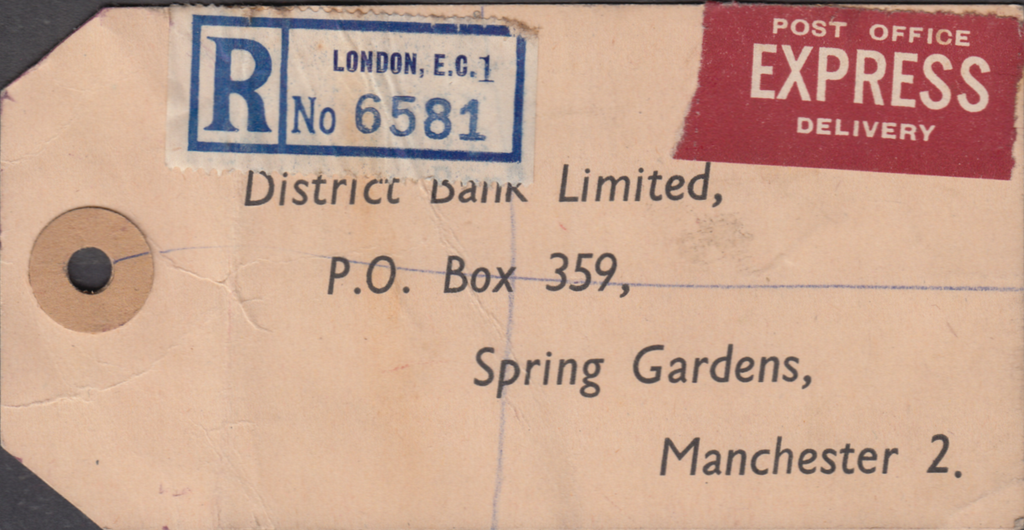 R
LONDON, E.C.1
No 6581
POST OFFICE
EXPRESS
DELIVERY
District Bank Limited,
P.O. Box 359,
Spring Gardens,
Manchester 2.